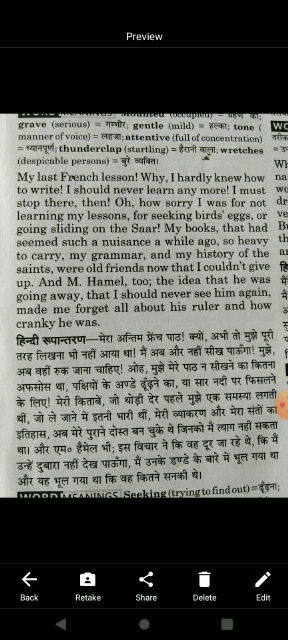 Preview
WORD MEANINGS mounted (occupied) = ग्रहण की;
grave (serious) = गम्भीर; gentle (mild) = हल्का; tone (
manner of voice) = लहजा; attentive (full of concentration)
= ध्यानपूर्ण; thunderclap (startling) = हैरानी वाला; wretches
(despicable persons) = बुरे व्यक्ति।
My last French lesson! Why, I hardly knew how
to write! I should never learn any more! I must
stop there, then! Oh, how sorry I was for not
learning my lessons, for seeking birds' eggs, or
going sliding on the Saar! My books, that had
seemed such a nuisance a while ago, so heavy
to carry, my grammar, and my history of the
saints, were old friends now that I couldn't give
up. And M. Hamel, too; the idea that he was
going away, that I should never see him again,
made me forget all about his ruler and how
cranky he was.
हिन्दी रूपान्तरण—मेरा अन्तिम फ्रेंच पाठ! क्यों, अभी तो मुझे पूरी
तरह लिखना भी नहीं आया था! मैं अब और नहीं सीख पाऊँगा! मुझे,
अब वहीं रुक जाना चाहिए! ओह, मुझे मेरे पाठ न सीखने का कितना
अफसोस था, पक्षियों के अण्डे ढूँढ़ने का, या सार नदी पर फिसलने
के लिए! मेरी किताबें, जो थोड़ी देर पहले मुझे एक समस्या लगती
थीं, जो ले जाने में इतनी भारी थीं, मेरी व्याकरण और मेरा संतों का
इतिहास, अब मेरे पुराने दोस्त बन चुके थे जिनको मैं त्याग नहीं सकता
था। और एम० हैमेल भी; इस विचार ने कि वह दूर जा रहे थे, कि मैं
उन्हें दुबारा नहीं देख पाऊँगा, मैं उनके डण्डे के बारे में भूल गया था
और यह भूल गया था कि वह कितने सनकी थे।
WORD MEANINGS Seeking (trying to find out) = ढूँढ़ना;
Back
Retake
Share
Delete
Edit